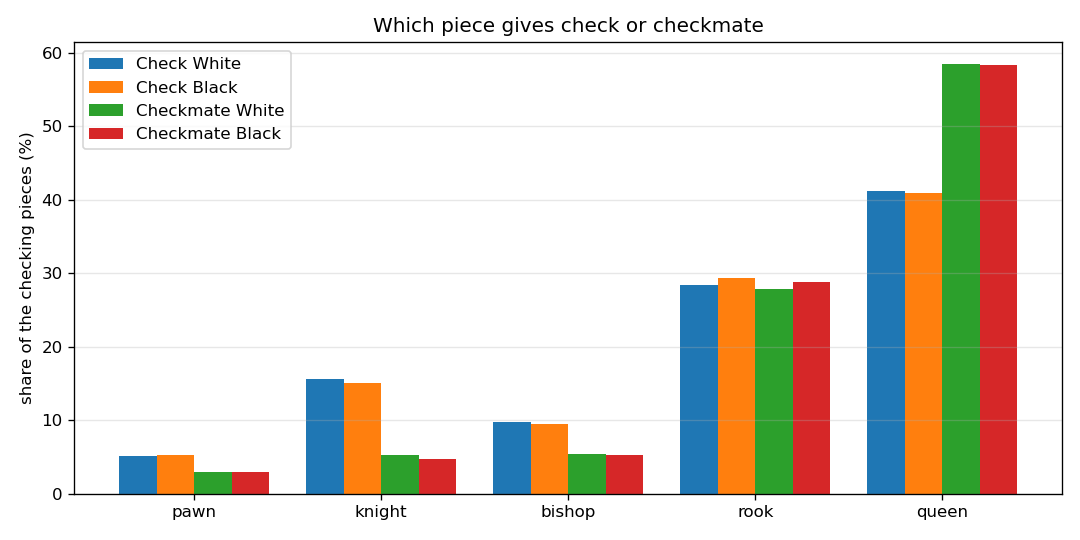 Which piece gives check or checkmate
share of the checking pieces (%)
60
50
40
30
20
10
0
Check White
Check Black
Checkmate White
Checkmate Black
pawn knight bishop rook queen